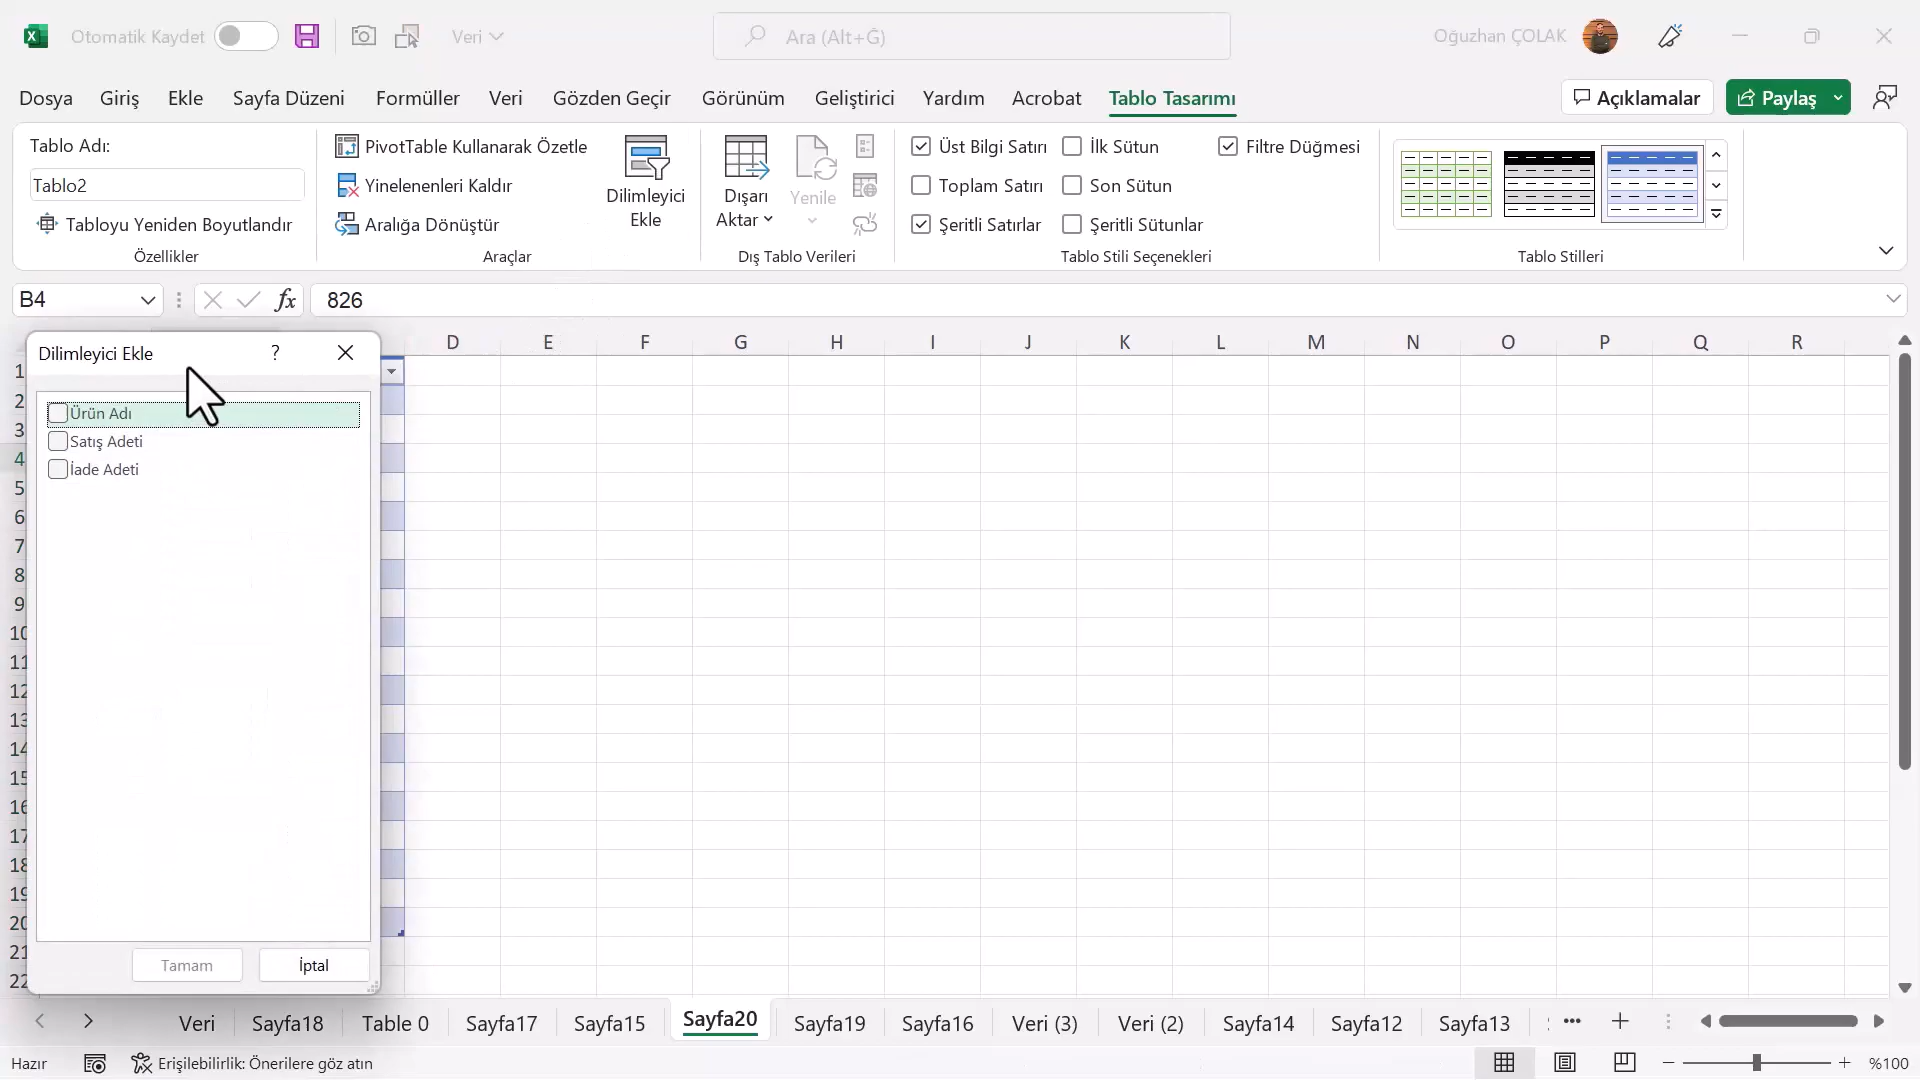 Otomatik Kaydet
Veri
Ara (Alt+Ğ)
Oğuzhan ÇOLAK
Dosya
Giriş
Ekle
Sayfa Düzeni
Formüller
Veri
Gözden Geçir
Görünüm
Geliştirici
Yardım
Acrobat
Tablo Tasarımı
Açıklamalar
Paylaş
Tablo Adı:
Tablo2
Tabloyu Yeniden Boyutlandır
Özellikler
PivotTable Kullanarak Özetle
Yinelenenleri Kaldır
Aralığa Dönüştür
Araçlar
Dilimleyici
Ekle
Dışarı
Aktar
Yenile
Dış Tablo Verileri
Üst Bilgi Satırı
Toplam Satırı
Şeritli Satırlar
İlk Sütun
Son Sütun
Şeritli Sütunlar
Filtre Düğmesi
Tablo Stili Seçenekleri
Tablo Stilleri
B4
fx
826
D E F G H I J K L M N O P Q R
Dilimleyici Ekle
?
Ürün Adı
Satış Adeti
İade Adeti
Tamam
İptal
1
2
3
4
5
6
7
8
9
10
11
12
13
14
15
16
17
18
19
20
21
22
Veri
Sayfa18
Table 0
Sayfa17
Sayfa15
Sayfa20
Sayfa19
Sayfa16
Veri (3)
Veri (2)
Sayfa14
Sayfa12
Sayfa13
Hazır
Erişilebilirlik: Önerilere göz atın
%100